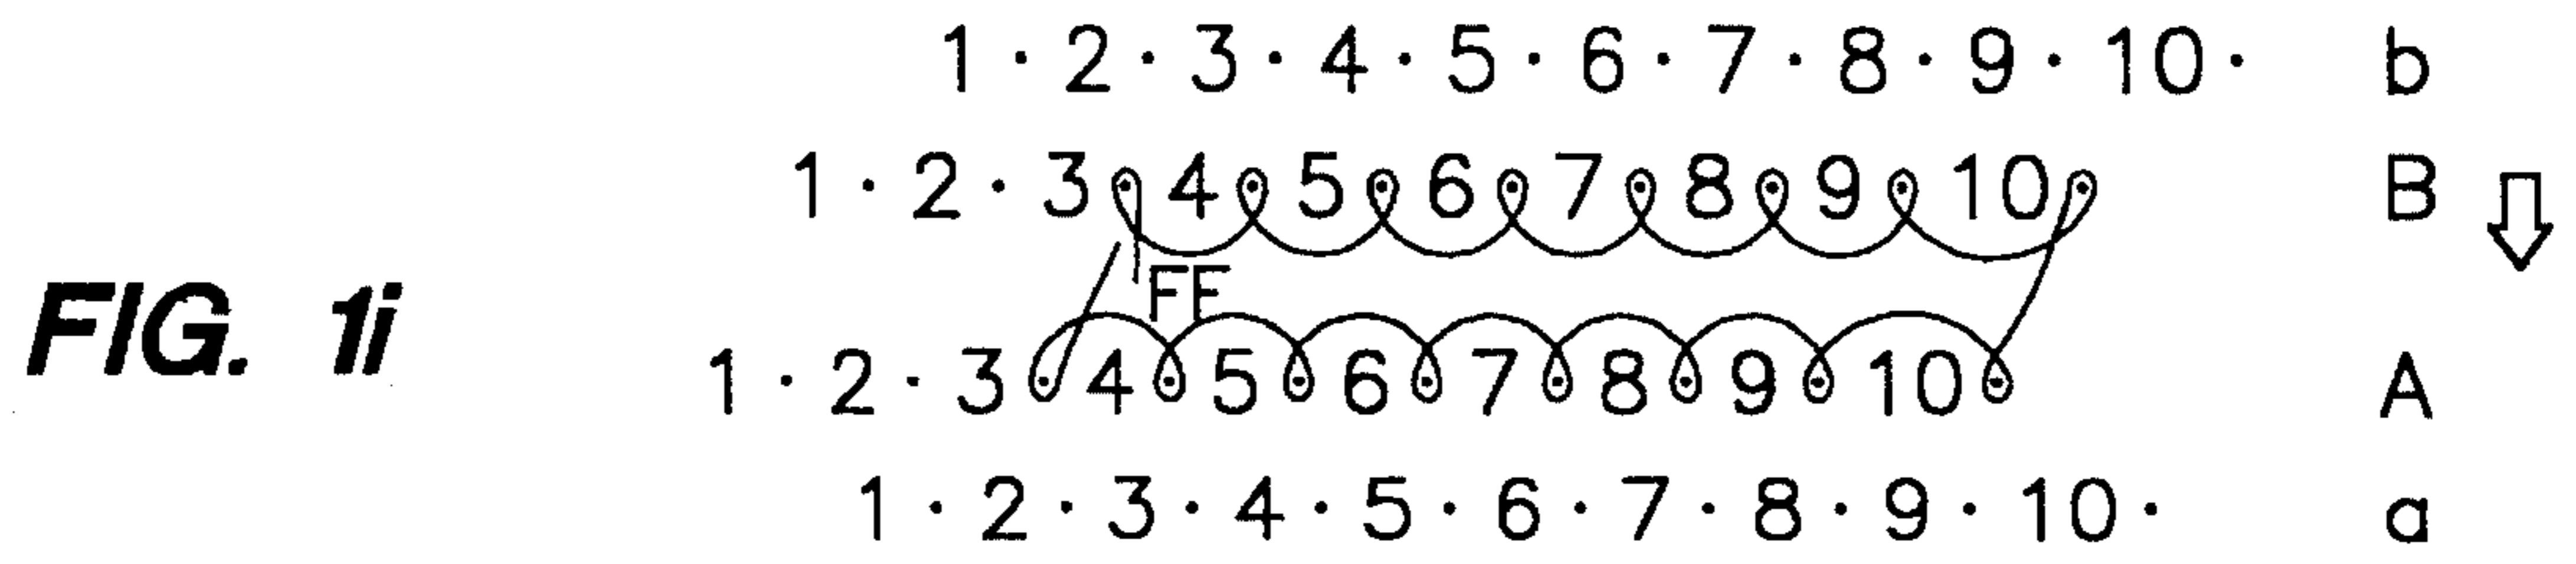 1 · 2 · 3 · 4 · 5 · 6 · 7 · 8 · 9 · 10 · b
1 · 2 · 3 · 4 · 5 · 6 · 7 · 8 · 9 · 10 · B
FF
FIG. 1i
1 · 2 · 3 · 4 · 5 · 6 · 7 · 8 · 9 · 10 · A
1 · 2 · 3 · 4 · 5 · 6 · 7 · 8 · 9 · 10 · a